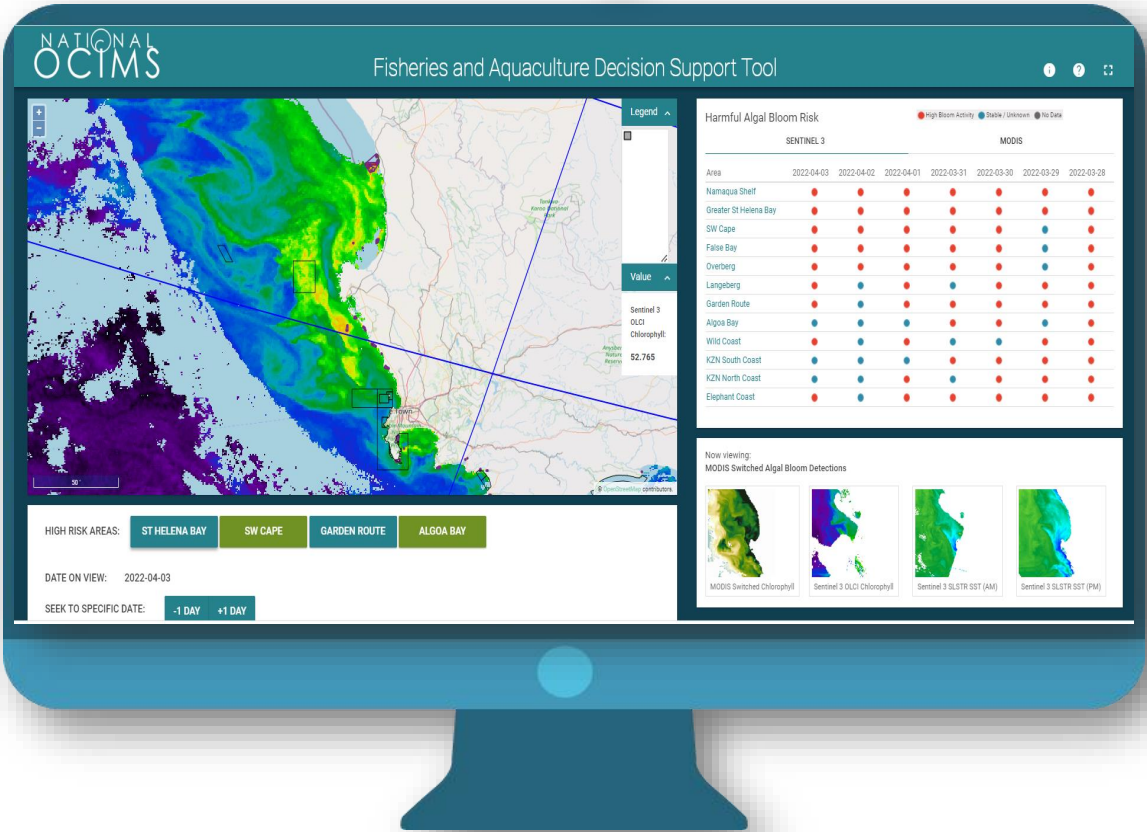 NATIONAL
OCIMS
Fisheries and Aquaculture Decision Support Tool
+
−
Legend
Value
Sentinel 3
OLCI
Chlorophyll:
52.765
Karoo National
Park
Nature
Town
50
© OpenStreetMap contributors.
HIGH RISK AREAS: ST HELENA BAY SW CAPE GARDEN ROUTE ALGOA BAY
DATE ON VIEW: 2022-04-03
SEEK TO SPECIFIC DATE: -1 DAY +1 DAY
Harmful Algal Bloom Risk High Bloom Activity Stable / Unknown No Data
SENTINEL 3 MODIS
Area 2022-04-03 2022-04-02 2022-04-01 2022-03-31 2022-03-30 2022-03-29 2022-03-28
Namaqua Shelf
Greater St Helena Bay
SW Cape
False Bay
Overberg
Langeberg
Garden Route
Algoa Bay
Wild Coast
KZN South Coast
KZN North Coast
Elephant Coast
Now viewing:
MODIS Switched Algal Bloom Detections
MODIS Switched Chlorophyll
Sentinel 3 OLCI Chlorophyll
Sentinel 3 SLSTR SST (AM)
Sentinel 3 SLSTR SST (PM)